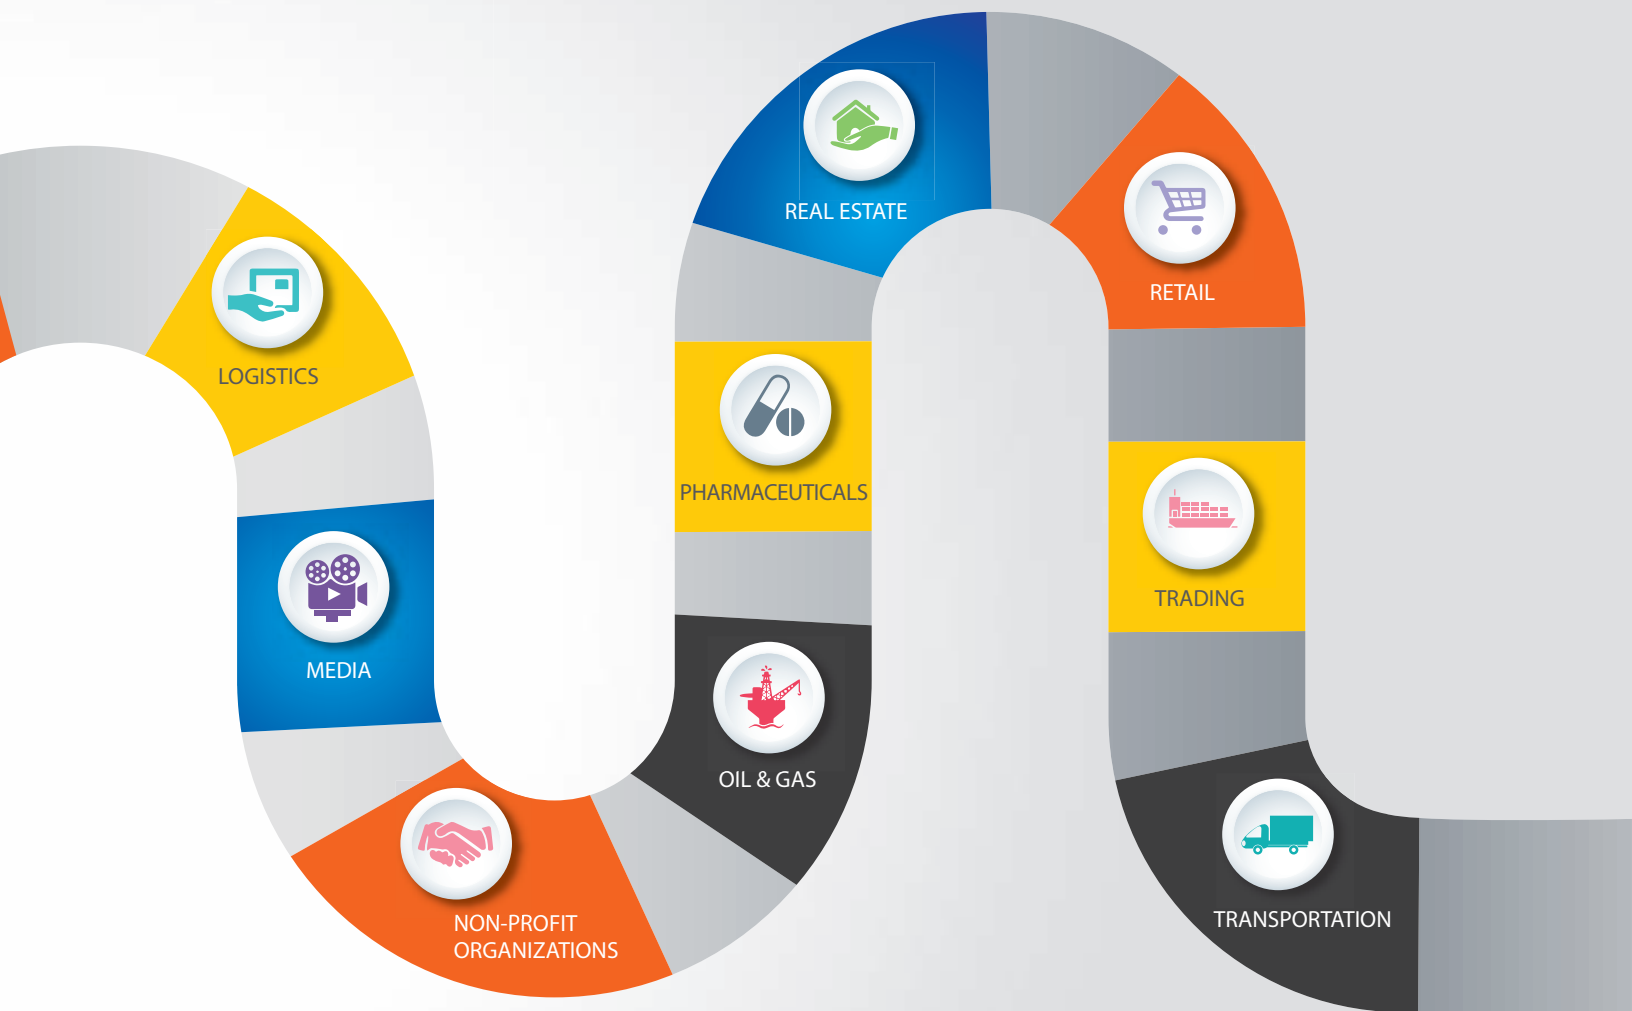 LOGISTICS
MEDIA
NON-PROFIT
ORGANIZATIONS
OIL & GAS
PHARMACEUTICALS
REAL ESTATE
RETAIL
TRADING
TRANSPORTATION